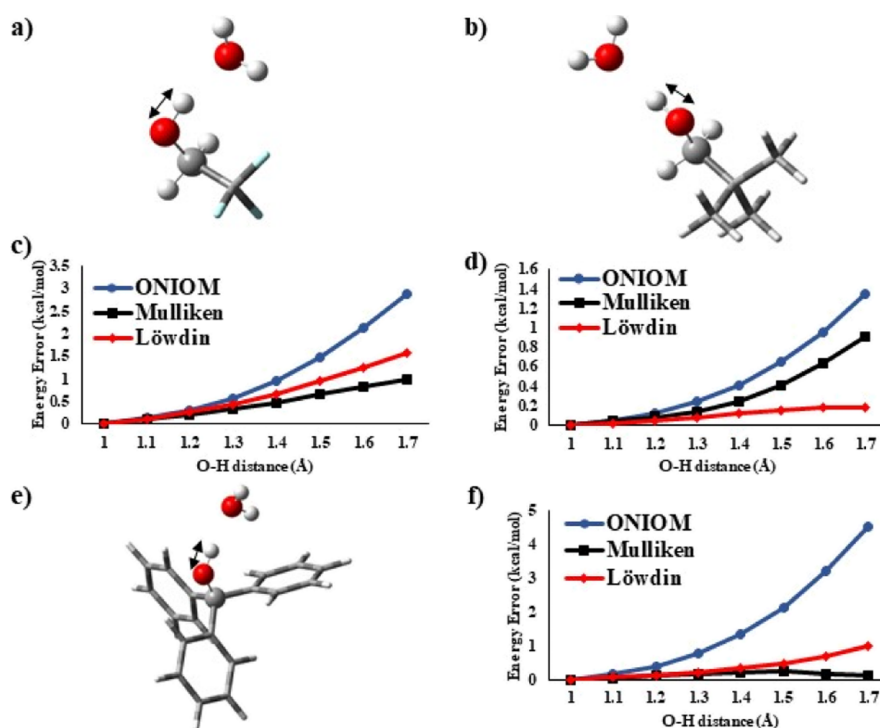 a)
b)
c)
Energy Error (kcal/mol)
3.5
3
2.5
2
1.5
1
0.5
0
ONIOM
Mulliken
Löwdin
1 1.1 1.2 1.3 1.4 1.5 1.6 1.7
O-H distance (Å)
d)
Energy Error (kcal/mol)
1.6
1.4
1.2
1
0.8
0.6
0.4
0.2
0
ONIOM
Mulliken
Löwdin
1 1.1 1.2 1.3 1.4 1.5 1.6 1.7
O-H distance (Å)
e)
f)
Energy Error (kcal/mol)
5
4
3
2
1
0
ONIOM
Mulliken
Löwdin
1 1.1 1.2 1.3 1.4 1.5 1.6 1.7
O-H distance (Å)